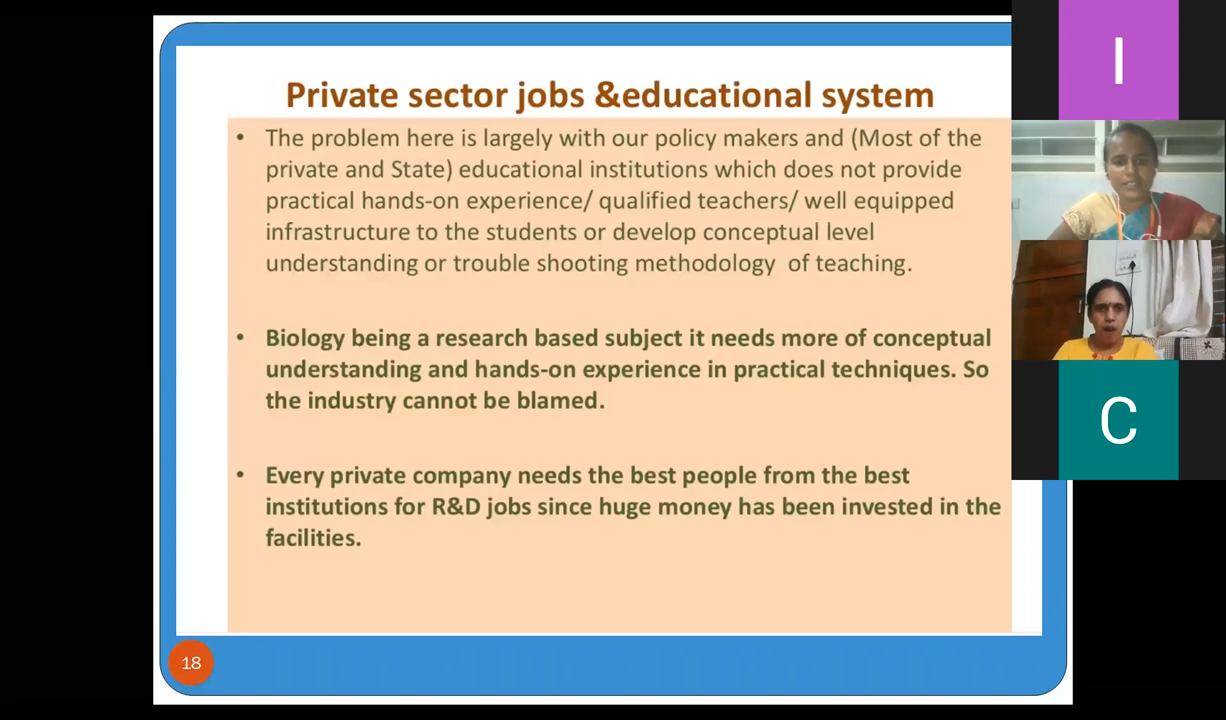 Private sector jobs &educational system
• The problem here is largely with our policy makers and (Most of the
private and State) educational institutions which does not provide
practical hands-on experience/ qualified teachers/ well equipped
infrastructure to the students or develop conceptual level
understanding or trouble shooting methodology of teaching.
• Biology being a research based subject it needs more of conceptual
understanding and hands-on experience in practical techniques. So
the industry cannot be blamed.
• Every private company needs the best people from the best
institutions for R&D jobs since huge money has been invested in the
facilities.
18
I
C